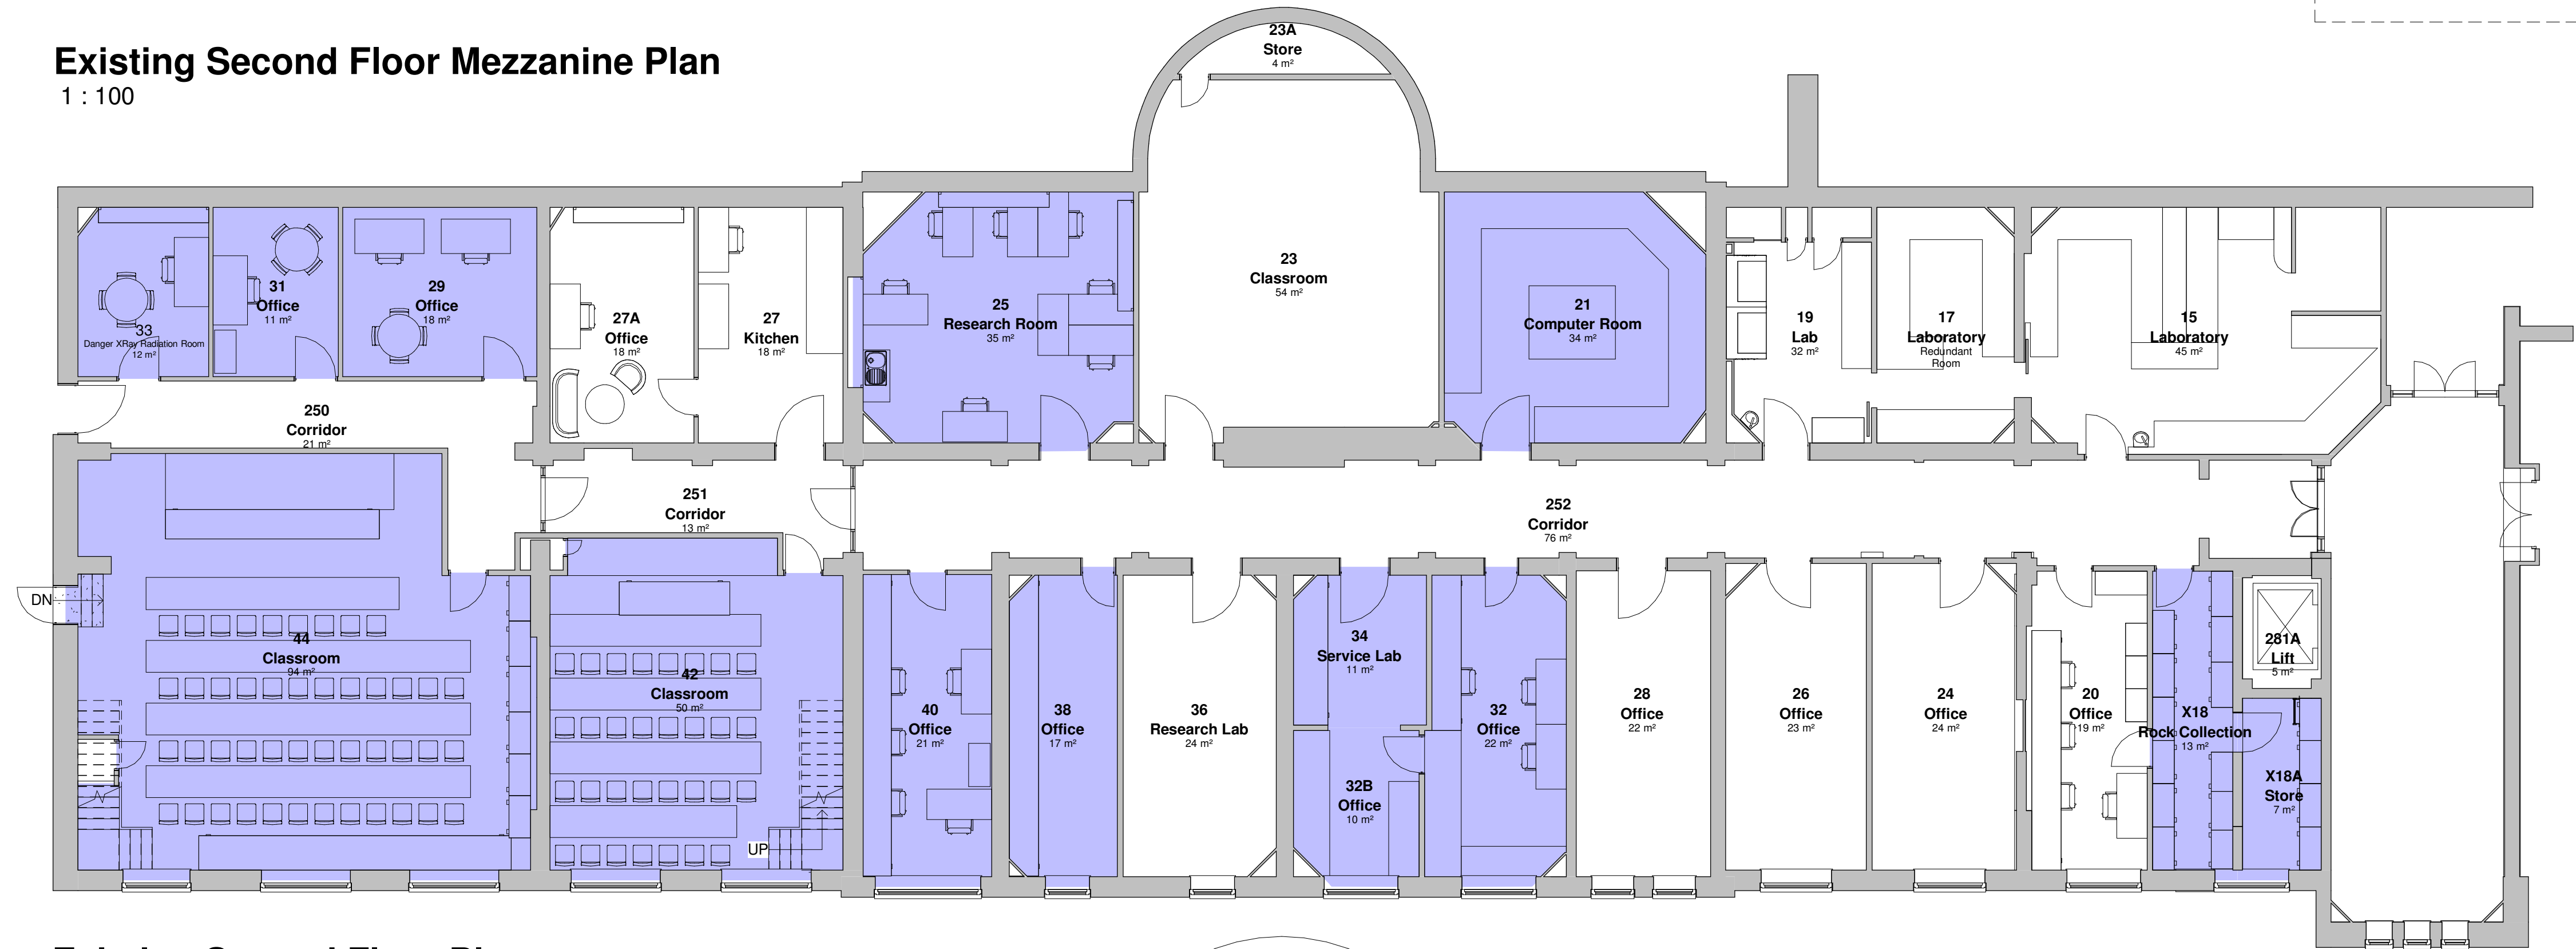 Existing Second Floor Mezzanine Plan
1 : 100
23A
Store
4 m²
33
Danger XRay Radiation Room
12 m²
31
Office
11 m²
29
Office
18 m²
27A
Office
18 m²
27
Kitchen
18 m²
25
Research Room
35 m²
23
Classroom
54 m²
21
Computer Room
34 m²
19
Lab
32 m²
17
Laboratory
Redundant
Room
15
Laboratory
45 m²
250
Corridor
21 m²
251
Corridor
13 m²
252
Corridor
76 m²
DN
44
Classroom
94 m²
42
Classroom
50 m²
UP
40
Office
21 m²
38
Office
17 m²
36
Research Lab
24 m²
34
Service Lab
11 m²
32B
Office
10 m²
32
Office
22 m²
28
Office
22 m²
26
Office
23 m²
24
Office
24 m²
20
Office
19 m²
X18
Rock Collection
13 m²
281A
Lift
5 m²
X18A
Store
7 m²